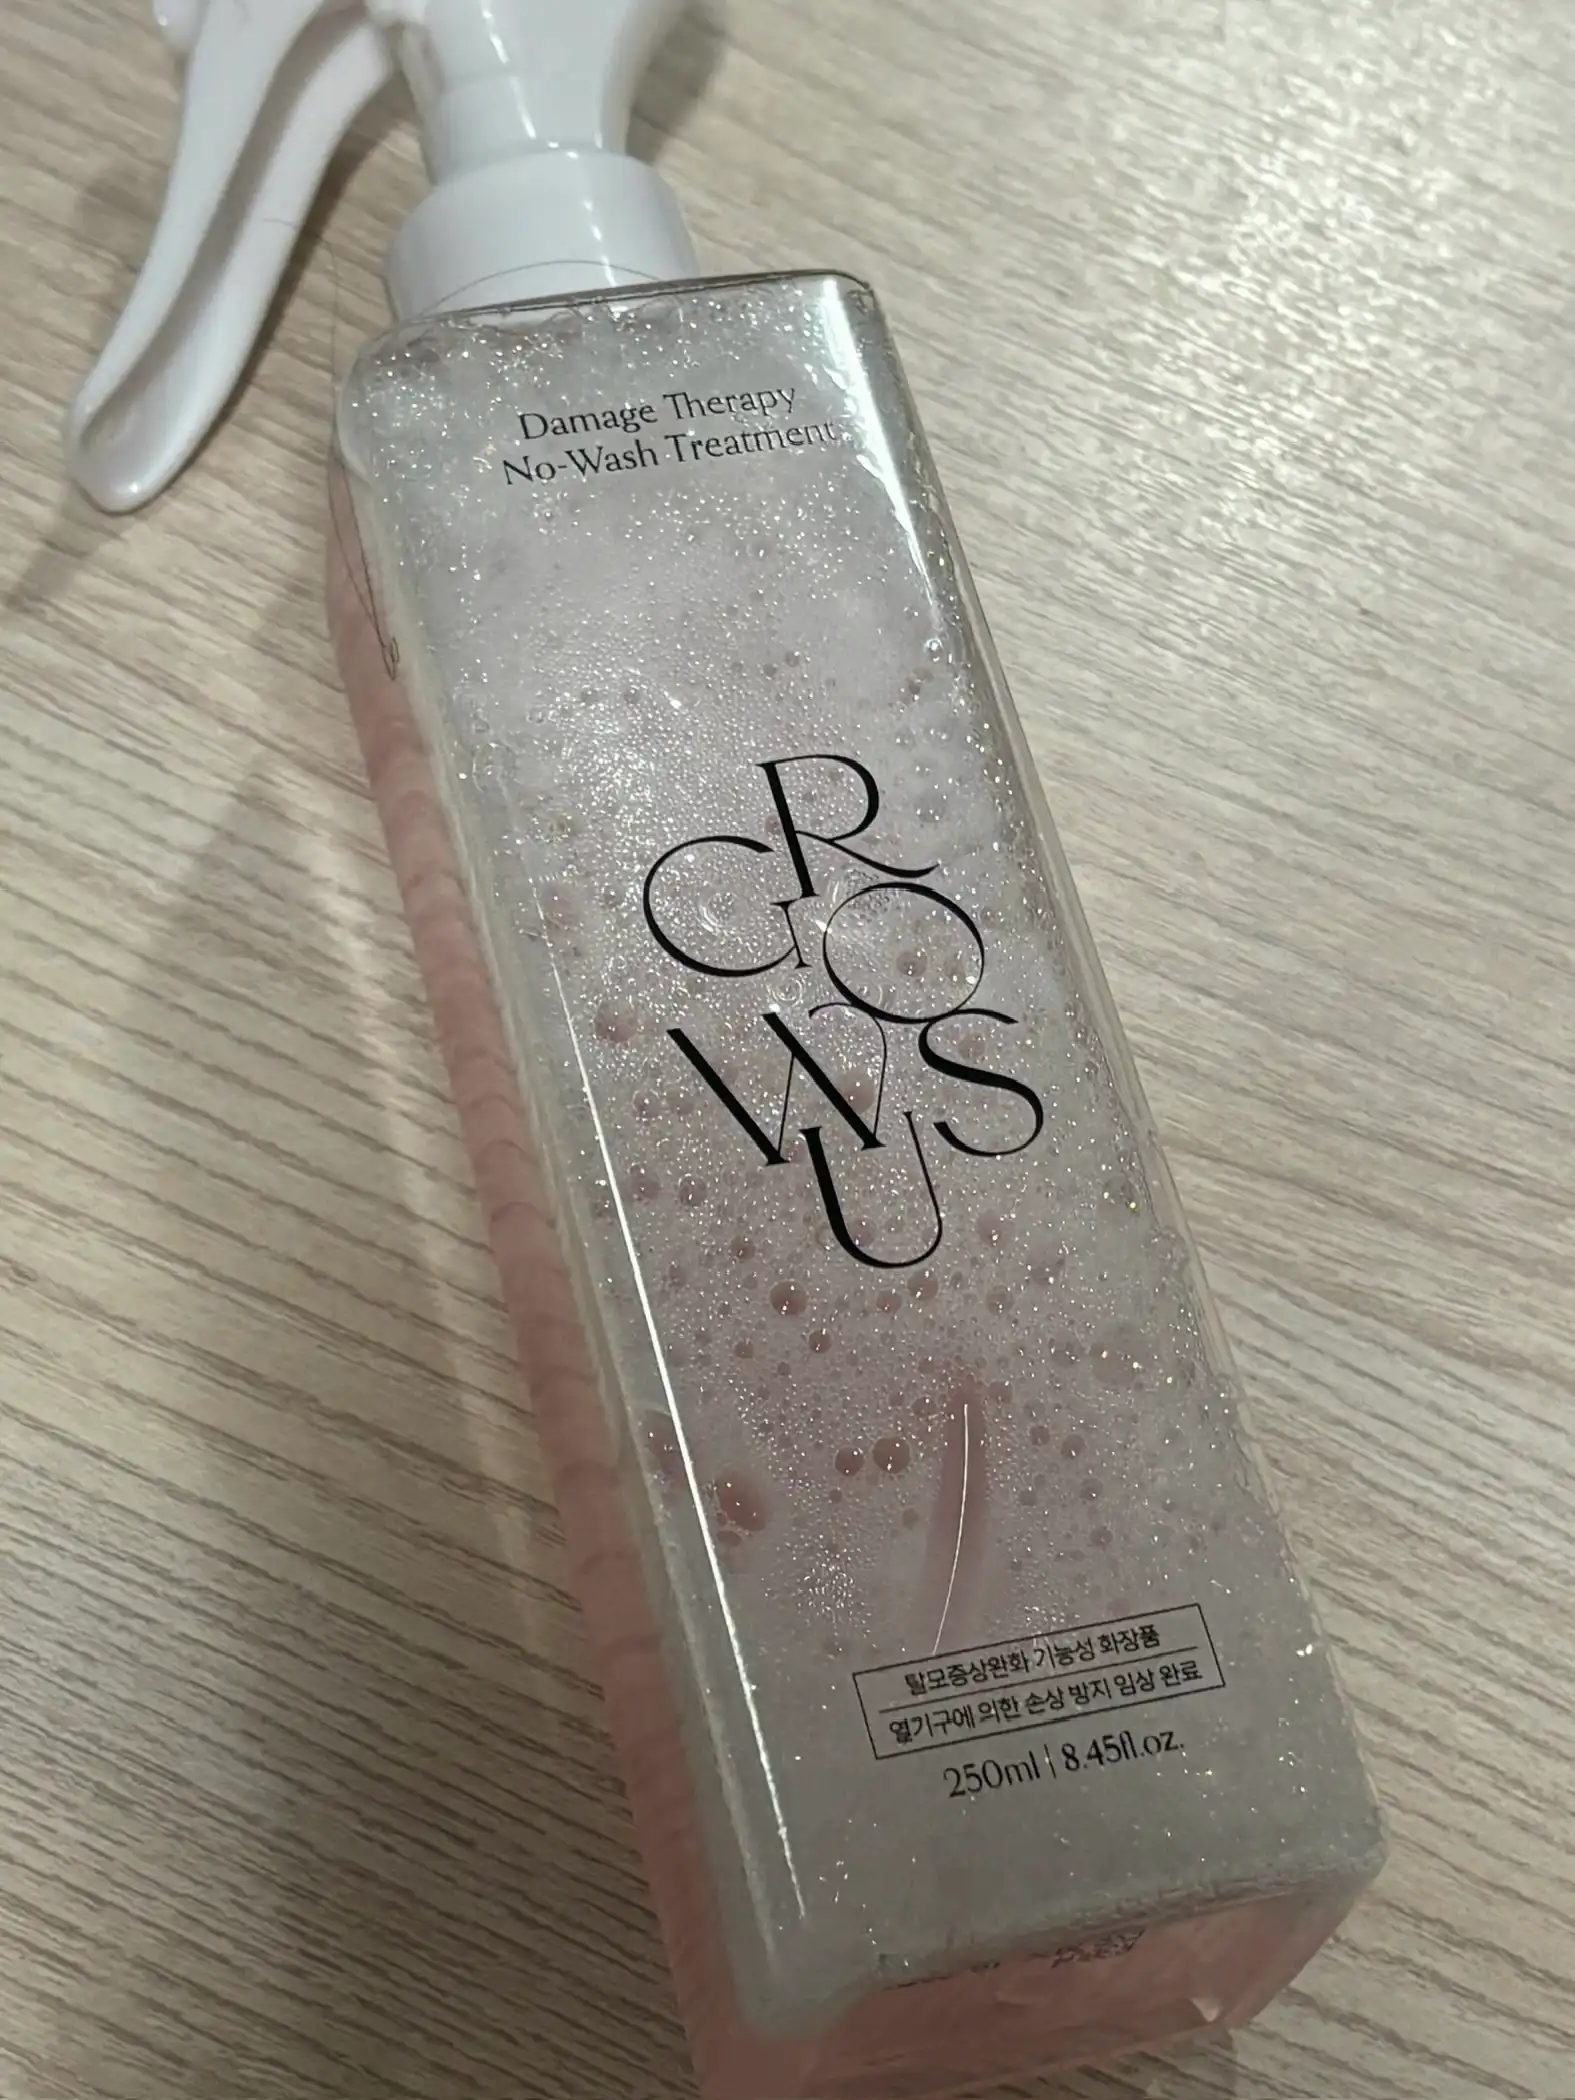 Damage Therapy
No-Wash Treatment
GROWUS
탈모증상완화 기능성 화장품
열기구에 의한 손상 방지 임상 완료
250ml | 8.45fl.oz.